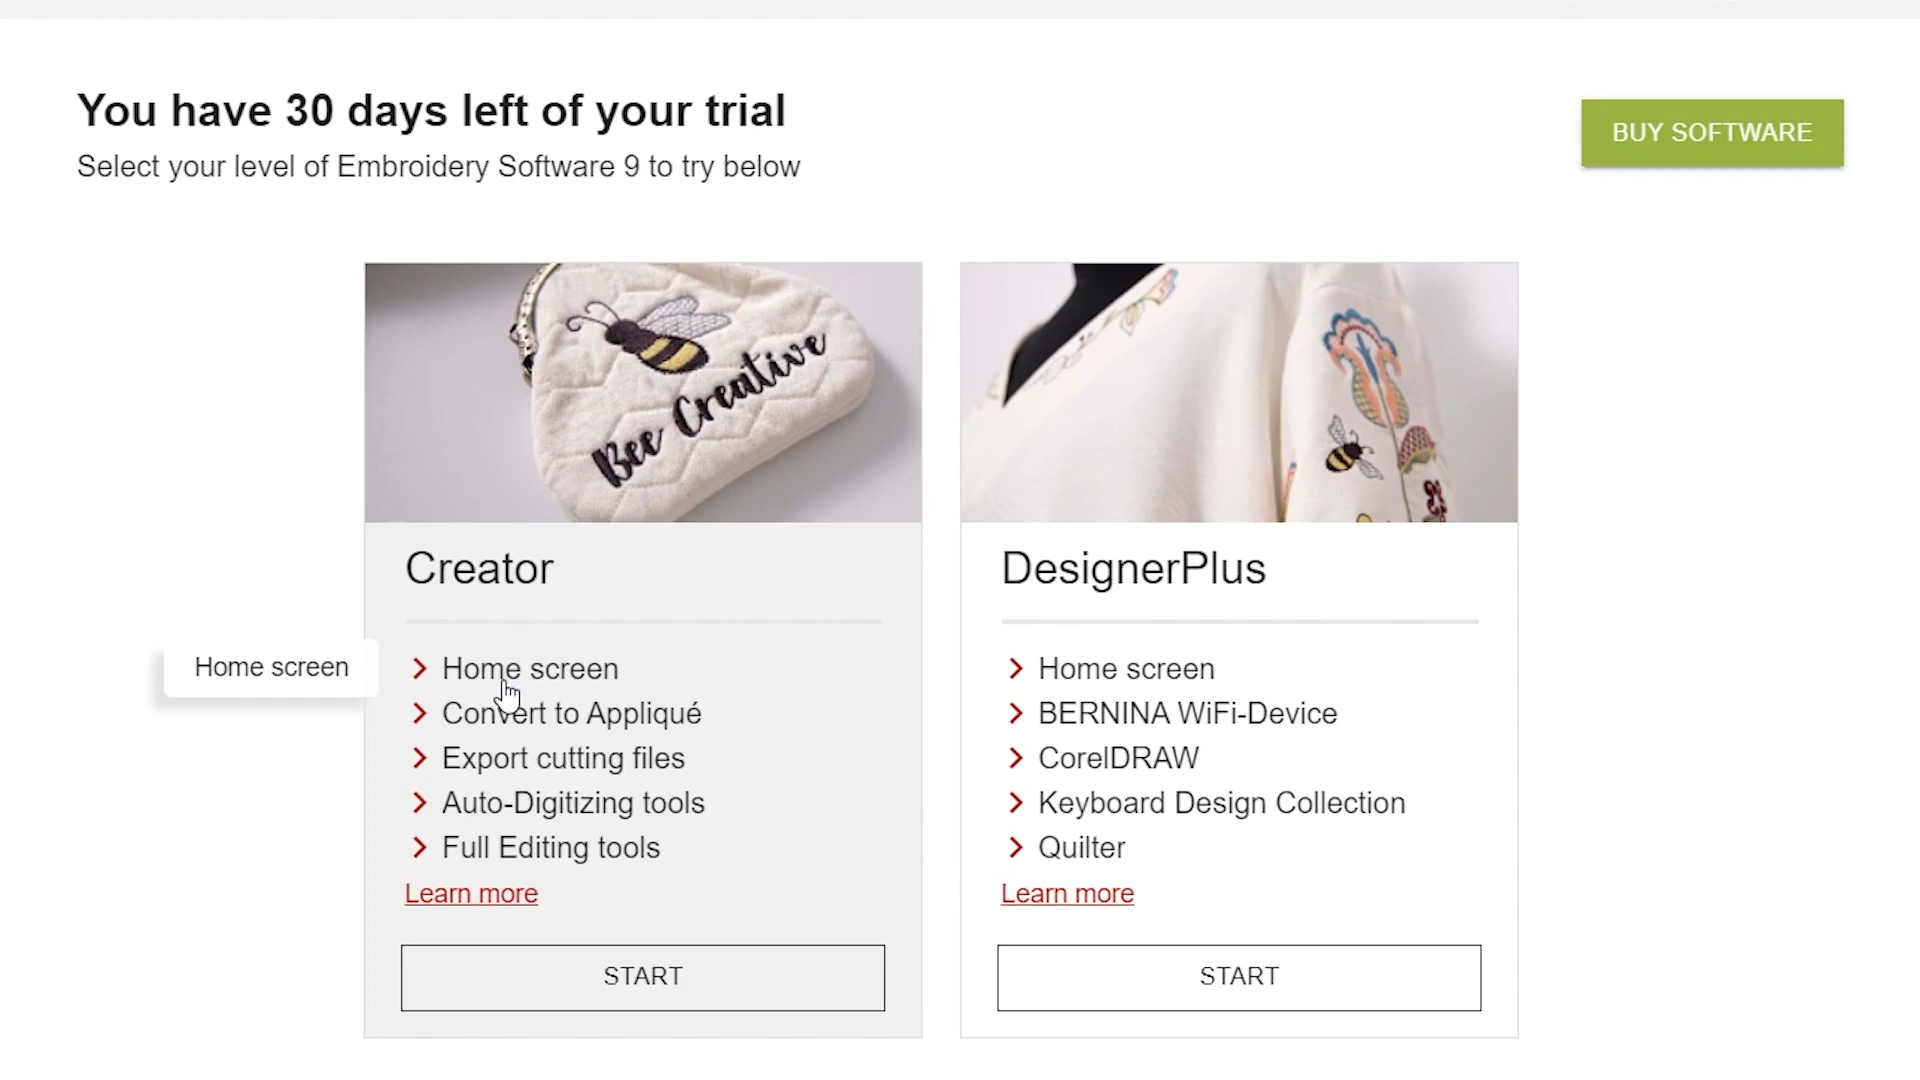 You have 30 days left of your trial
Select your level of Embroidery Software 9 to try below
BUY SOFTWARE
Bee Creative
Creator
Home screen
Home screen
Convert to Appliqué
Export cutting files
Auto-Digitizing tools
Full Editing tools
Learn more
START
DesignerPlus
Home screen
BERNINA WiFi-Device
CorelDRAW
Keyboard Design Collection
Quilter
Learn more
START